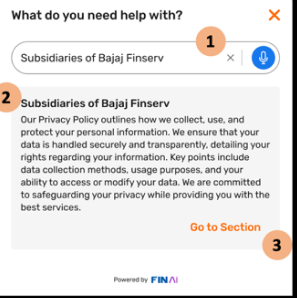 What do you need help with?
1
Subsidiaries of Bajaj Finserv
2
Subsidiaries of Bajaj Finserv
Our Privacy Policy outlines how we collect, use, and
protect your personal information. We ensure that your
data is handled securely and transparently, detailing your
rights regarding your information. Key points include
data collection methods, usage purposes, and your
ability to access or modify your data. We are committed
to safeguarding your privacy while providing you with the
best services.
Go to Section
3
Powered by FINAI